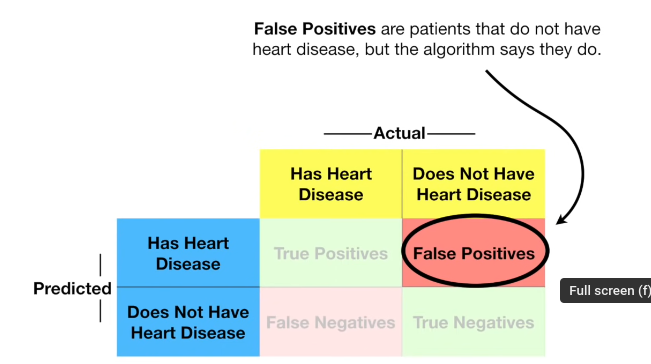 False Positives are patients that do not have
heart disease, but the algorithm says they do.
Actual
Has Heart
Disease
Does Not Have
Heart Disease
Has Heart
Disease
True Positives
False Positives
Predicted
Full screen (f)
Does Not Have
Heart Disease
False Negatives
True Negatives